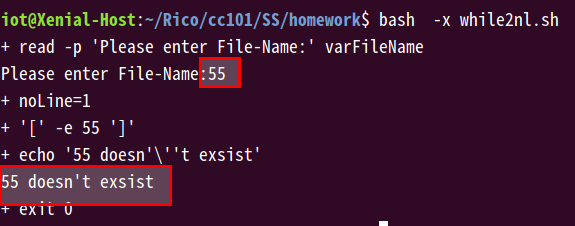 iot@Xenial-Host:~/Rico/cc101/SS/homework$ bash  -x while2nl.sh
+ read -p 'Please enter File-Name:' varFileName
Please enter File-Name:55
+ noLine=1
+ '[' -e 55 ']'
+ echo '55 doesn'\''t exsist'
55 doesn't exsist
+ exit 0